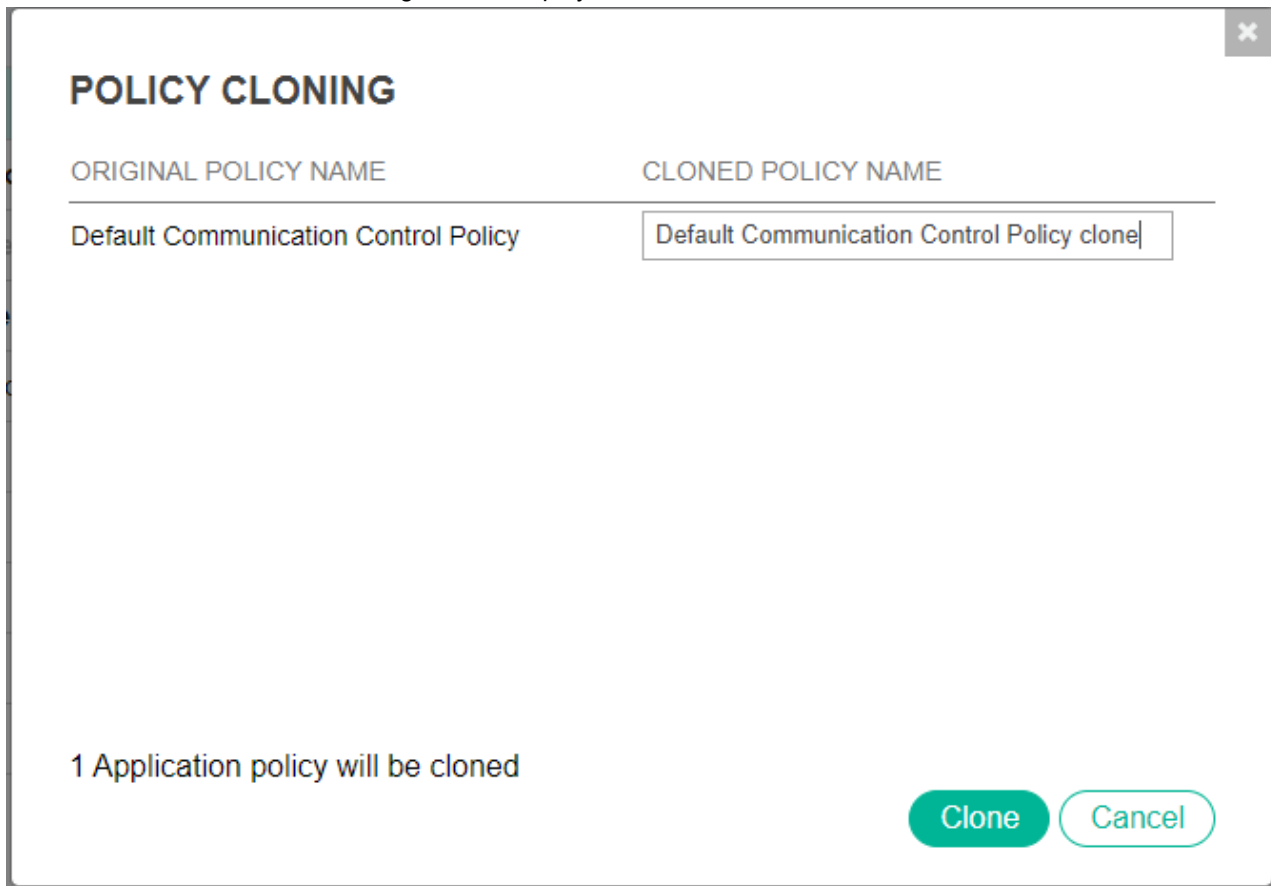 POLICY CLONING
ORIGINAL POLICY NAME CLONED POLICY NAME
Default Communication Control Policy Default Communication Control Policy clone
1 Application policy will be cloned
Clone Cancel